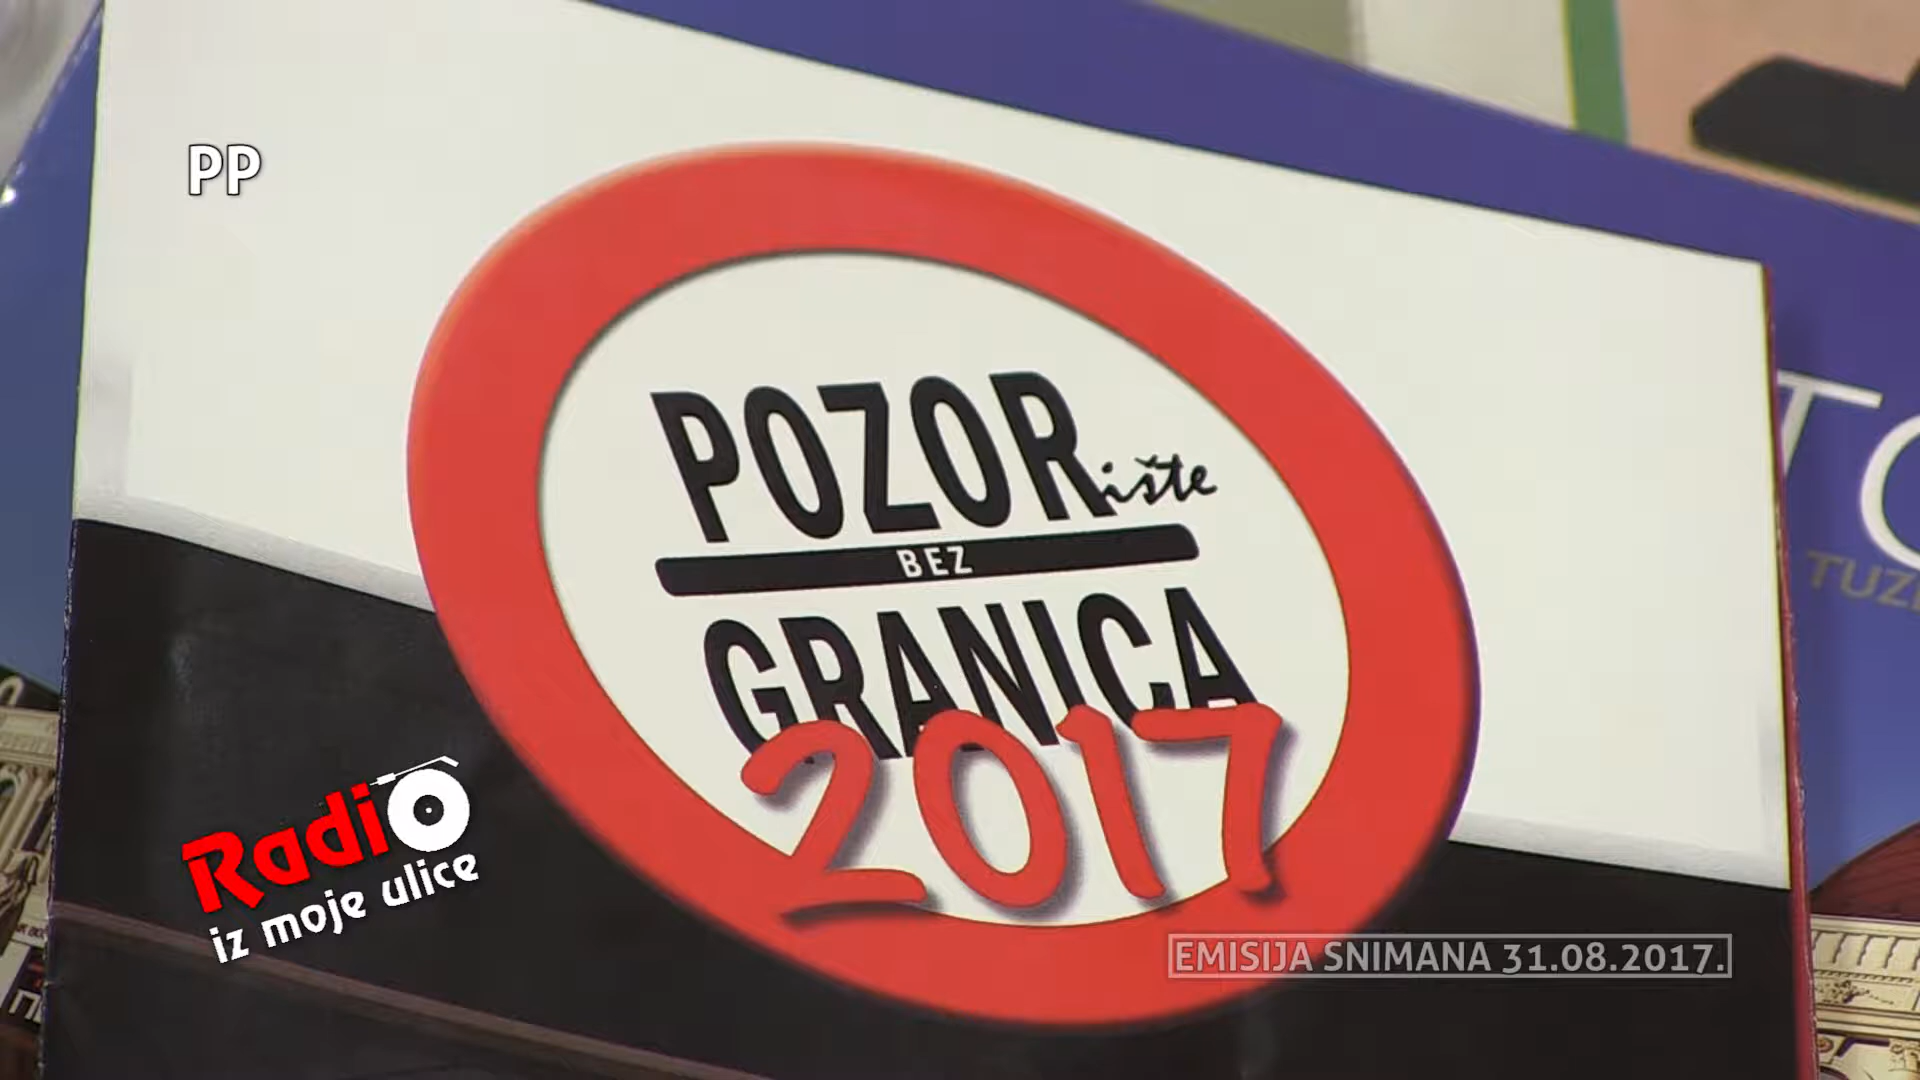 PP
POZORište
BEZ
GRANICA
2017
Radio
iz moje ulice
EMISIJA SNIMANA 31.08.2017.